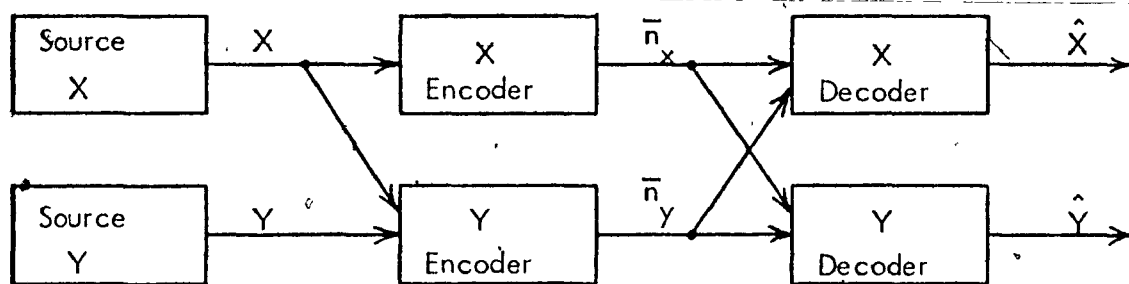 Source X
X
X Encoder
n̄x
X Decoder
X̂
Source Y
Y
Y Encoder
n̄y
Y Decoder
Ŷ